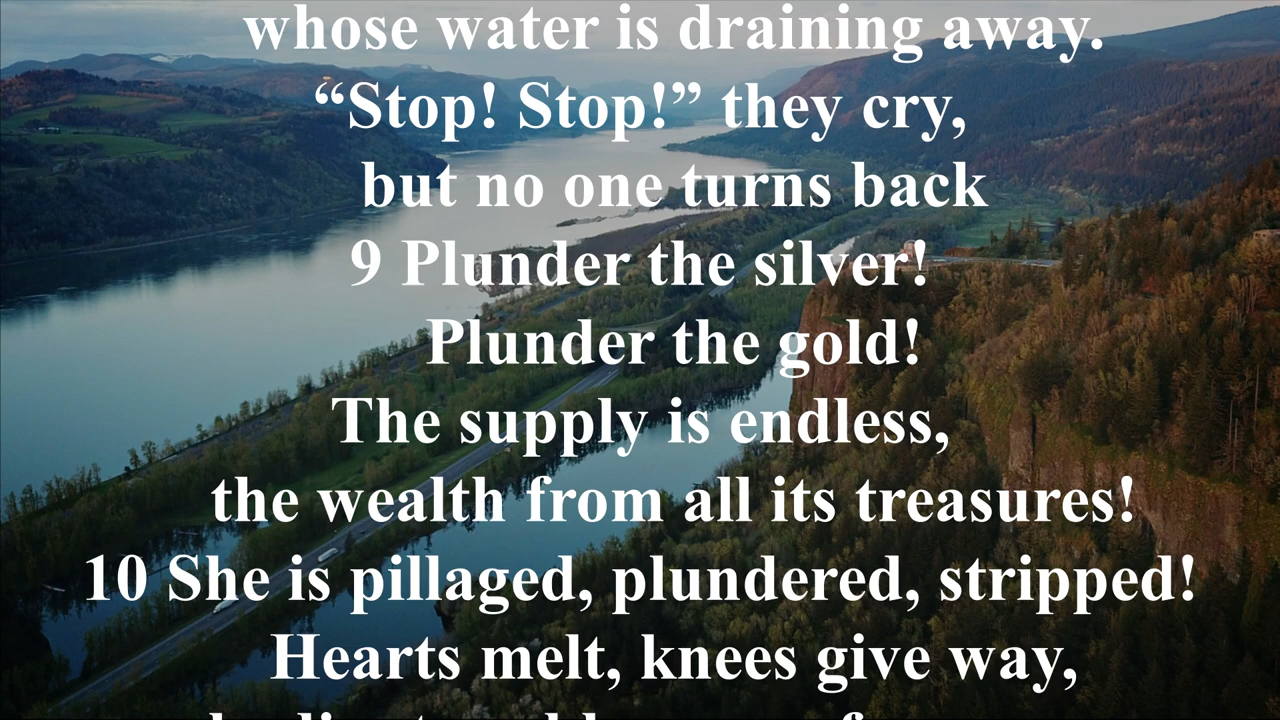 whose water is draining away.
“Stop! Stop!” they cry,
but no one turns back
9 Plunder the silver!
Plunder the gold!
The supply is endless,
the wealth from all its treasures!
10 She is pillaged, plundered, stripped!
Hearts melt, knees give way,